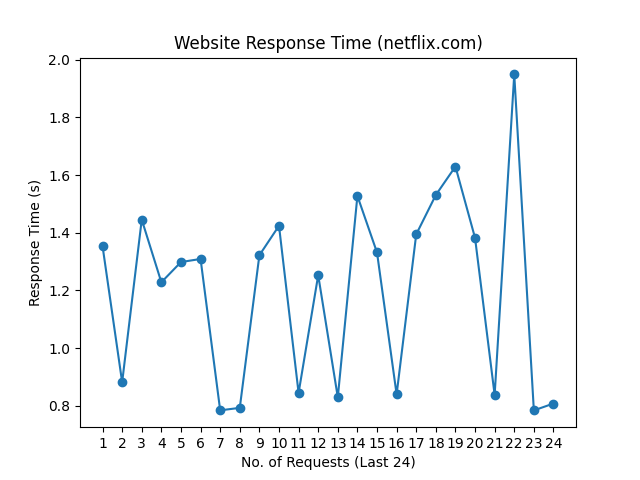 Website Response Time (netflix.com)
Response Time (s)
2.0
1.8
1.6
1.4
1.2
1.0
0.8
1 2 3 4 5 6 7 8 9 10 11 12 13 14 15 16 17 18 19 20 21 22 23 24
No. of Requests (Last 24)